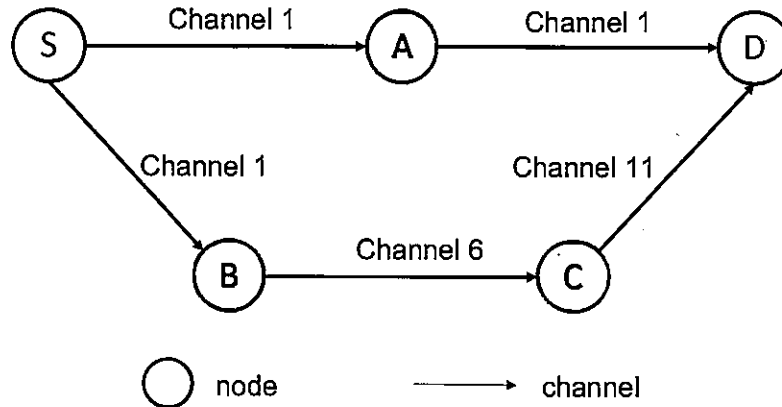 Channel 1
Channel 1
S
A
D
Channel 1
Channel 11
Channel 6
B
C
node
channel